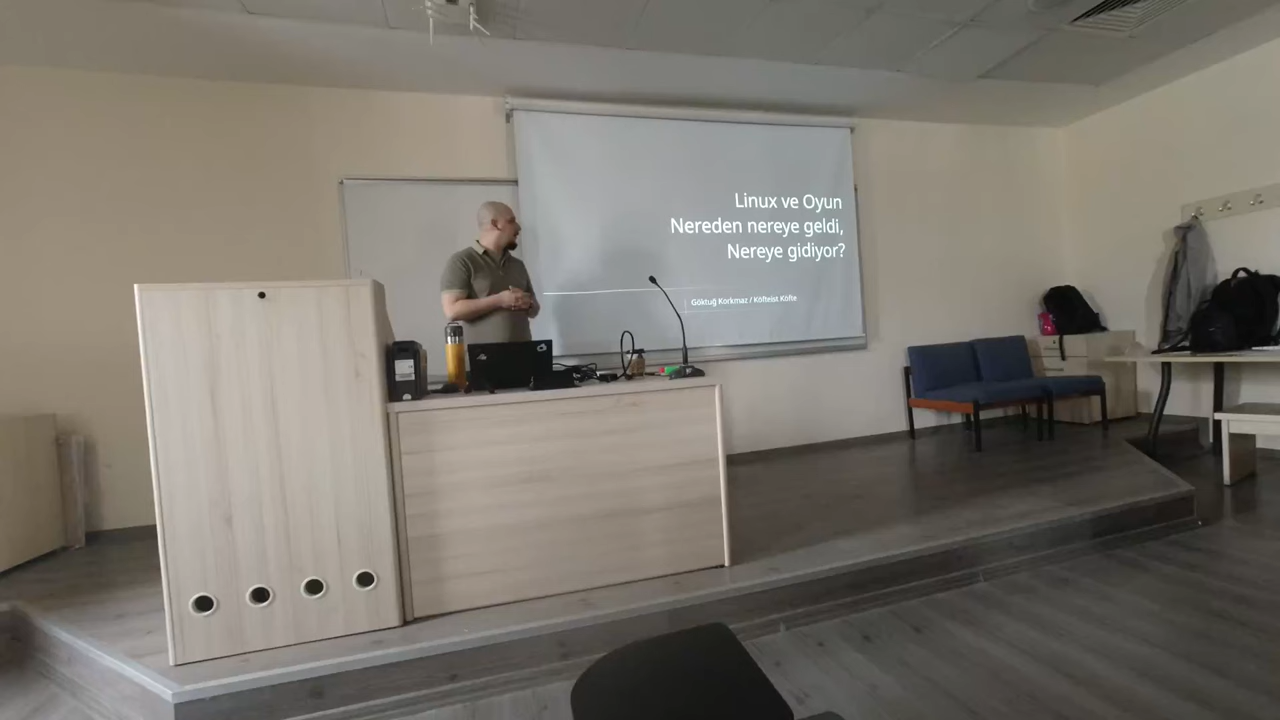 Linux ve Oyun
Nereden nereye geldi,
Nereye gidiyor?
Göktuğ Korkmaz / Köfteist Köfte